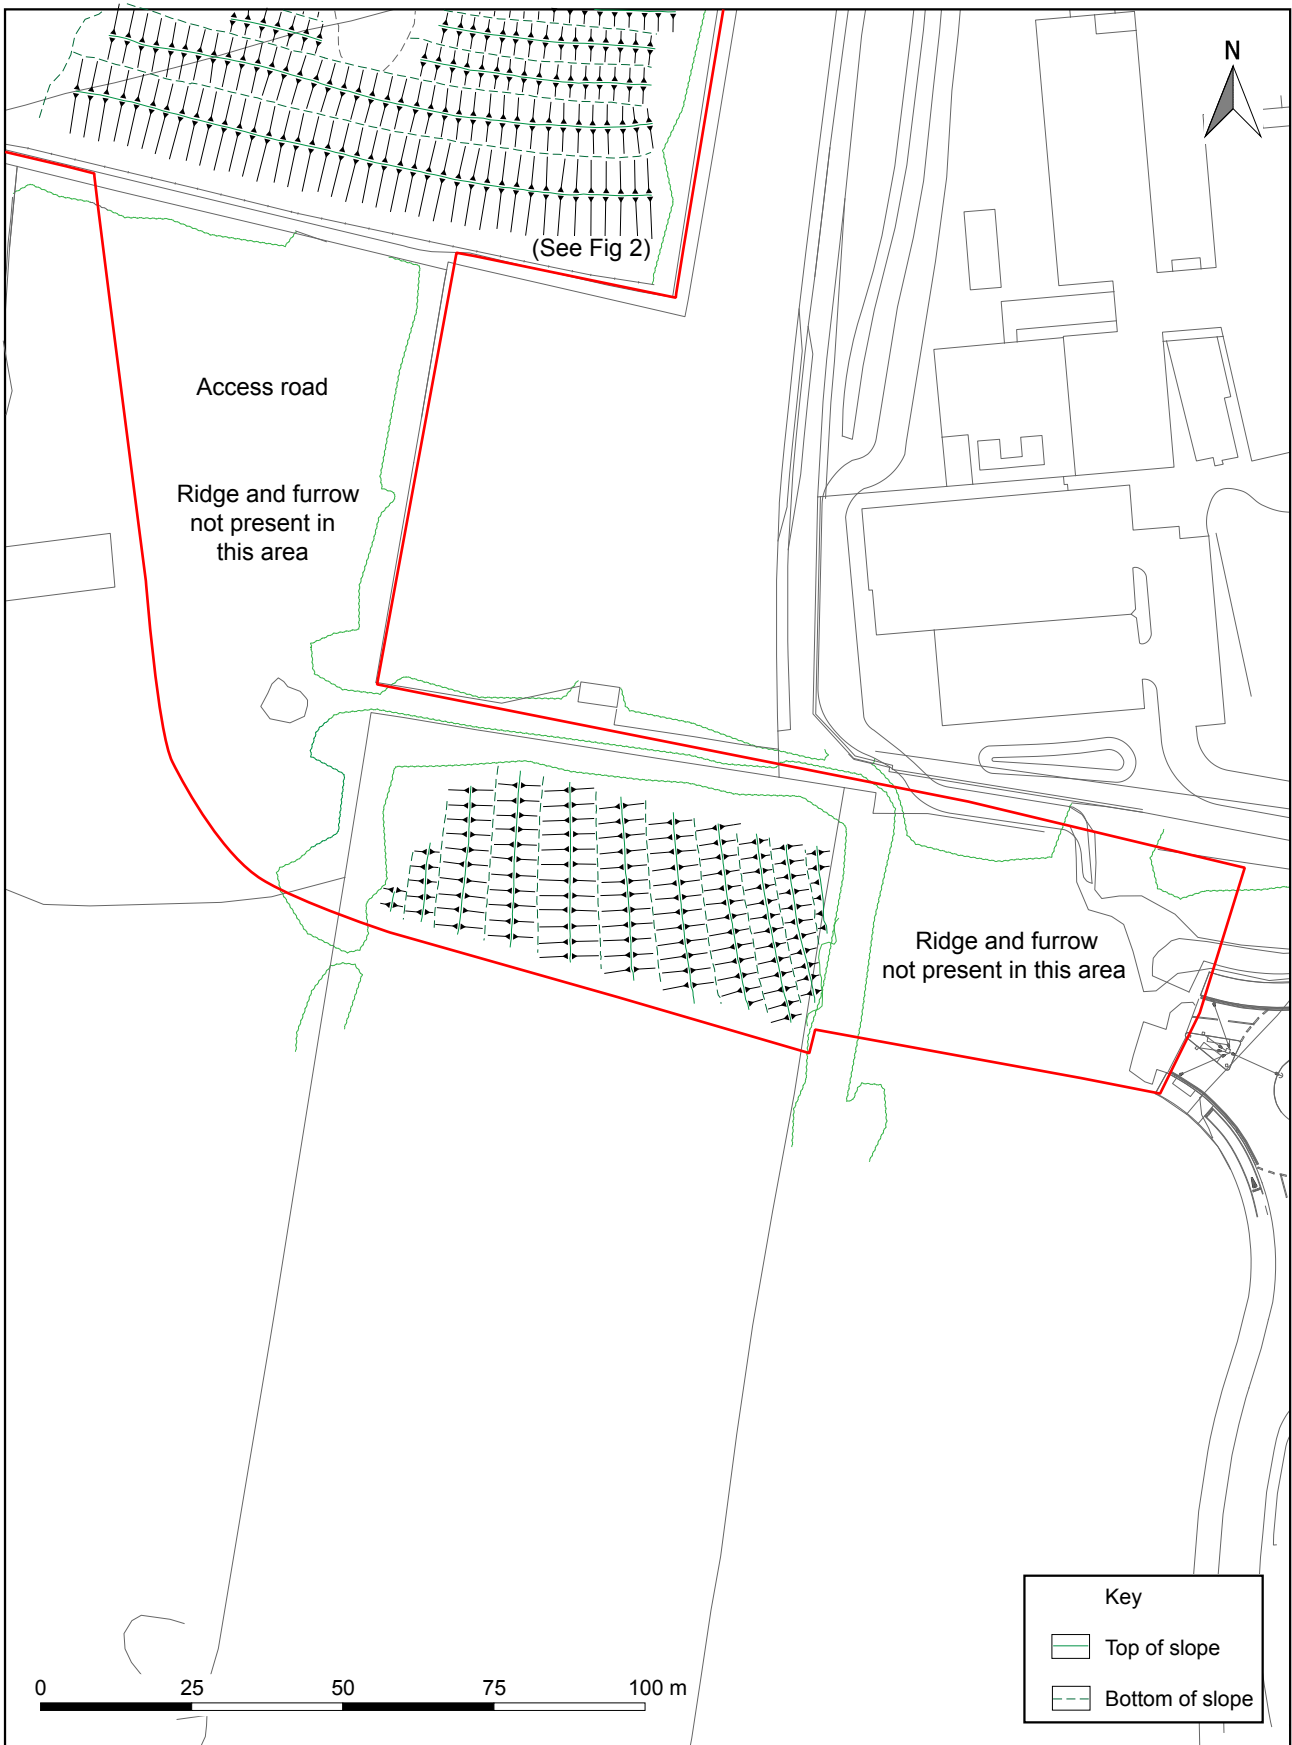 N
(See Fig 2)
Access road
Ridge and furrow
not present in
this area
Ridge and furrow
not present in this area
Key
Top of slope
Bottom of slope
0 25 50 75 100 m